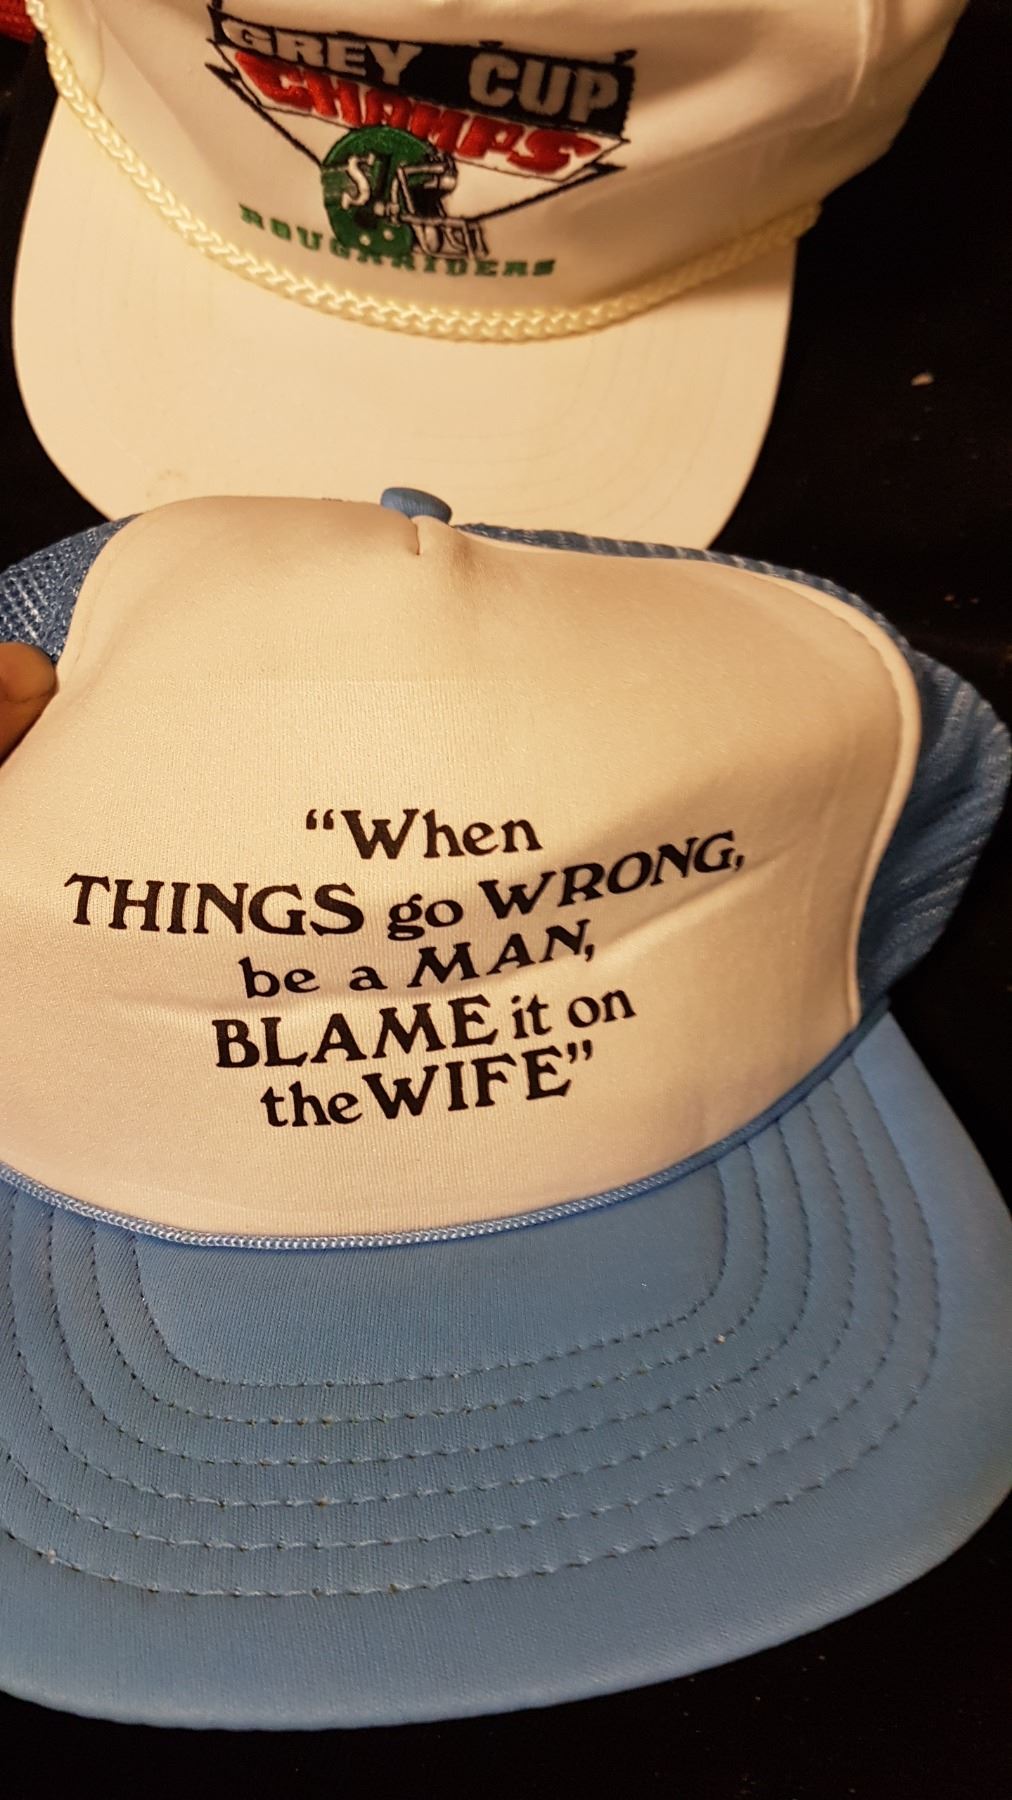 GREY CUP
CHAMPS
S
ROUGHRIDERS
“When
THINGS go WRONG,
be a MAN,
BLAME it on
the WIFE”